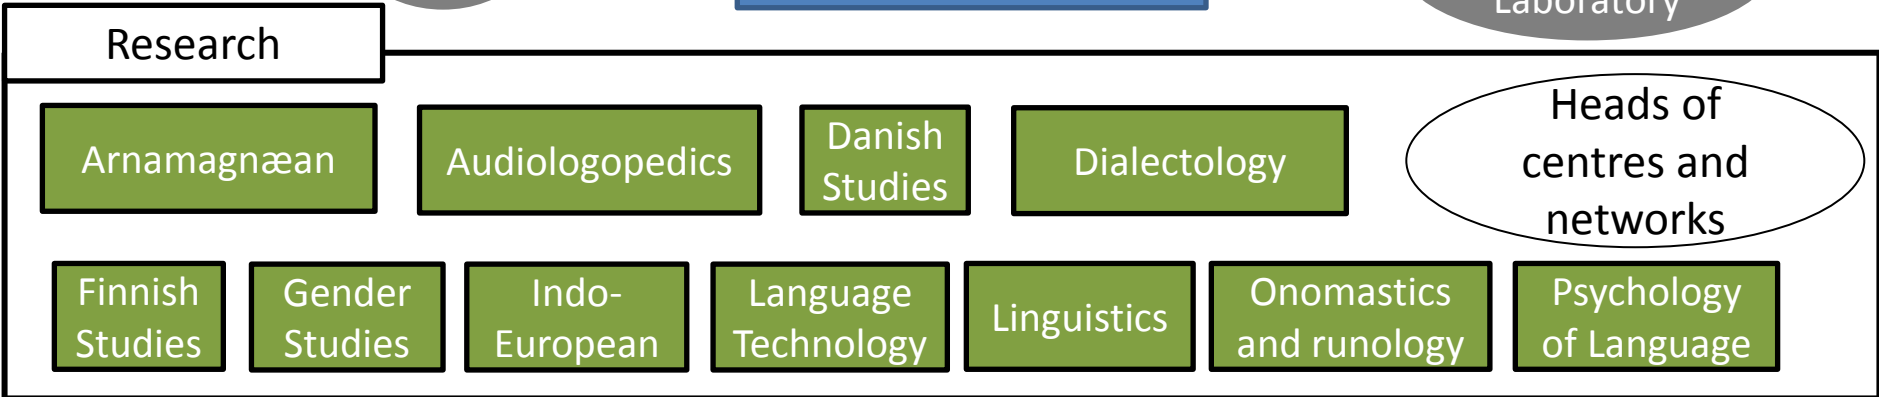 Laboratory
Research
Arnamagnæan
Audiologopedics
Danish
Studies
Dialectology
Heads of
centres and
networks
Finnish
Studies
Gender
Studies
Indo-
European
Language
Technology
Linguistics
Onomastics
and runology
Psychology
of Language